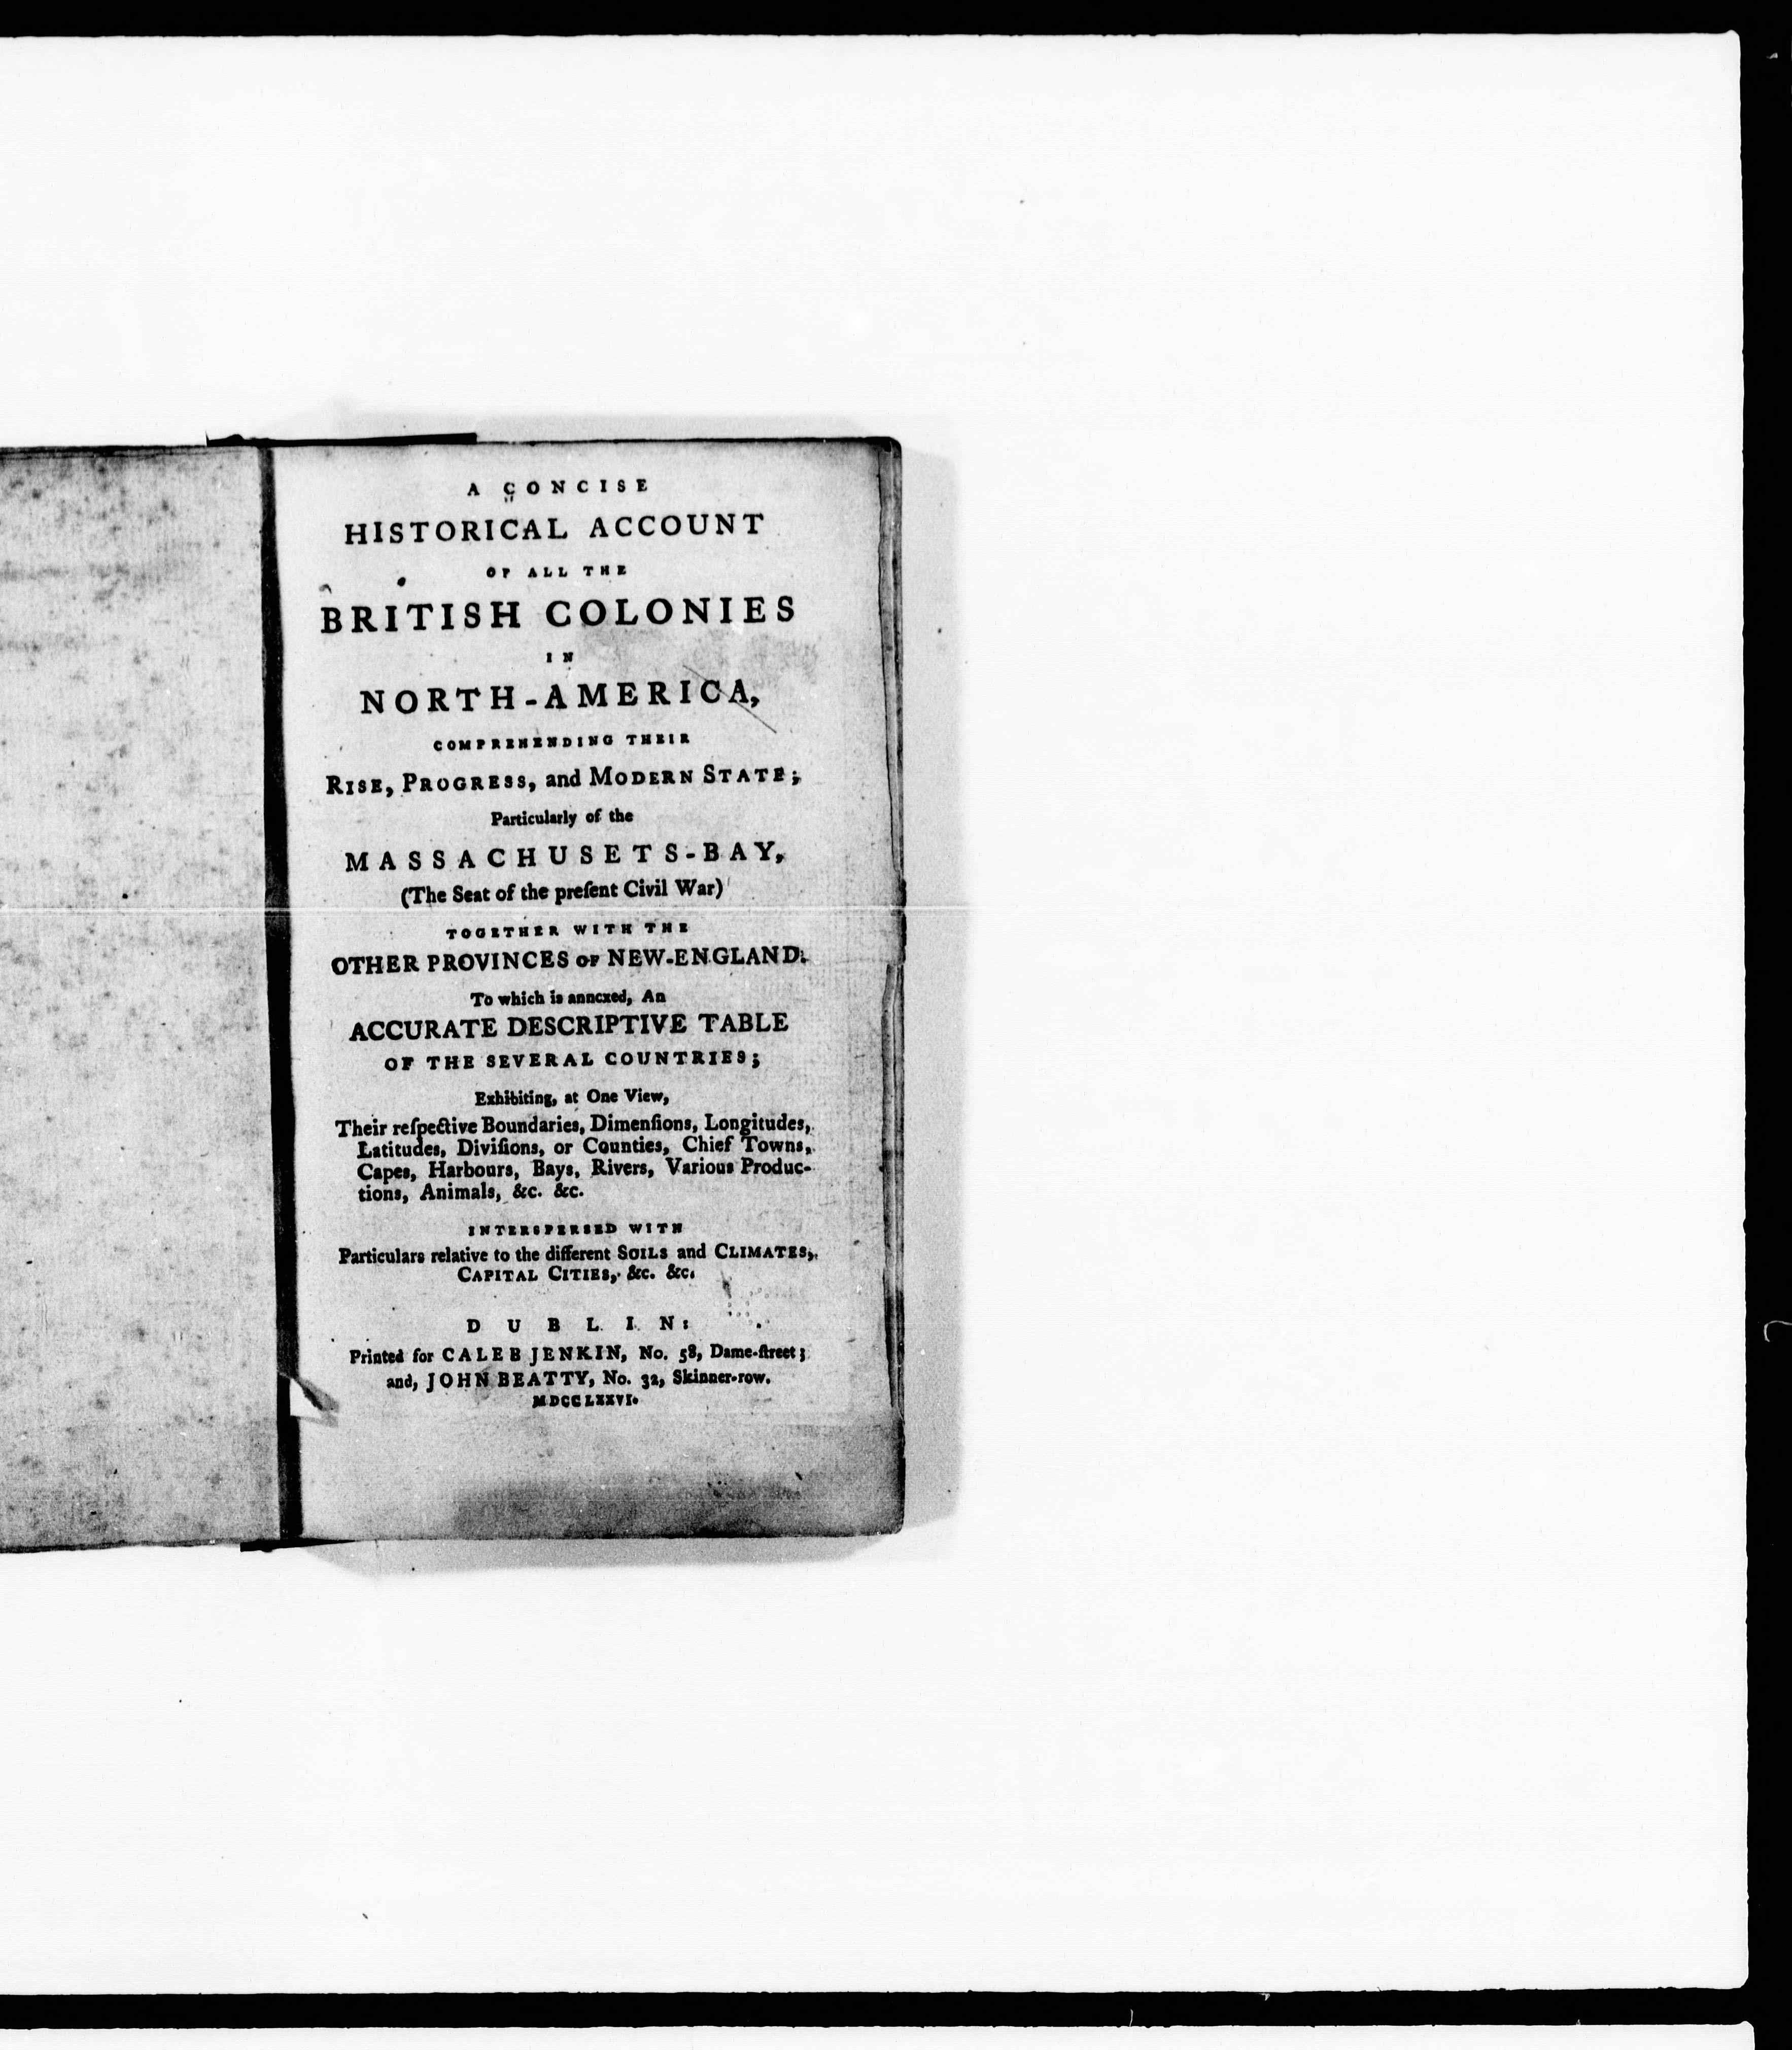 A CONCISE
HISTORICAL ACCOUNT
OF ALL THE
BRITISH COLONIES
IN
NORTH-AMERICA,
COMPREHENDING THEIR
RISE, PROGRESS, and MODERN STATE;
Particularly of the
MASSACHUSETS-BAY,
(The Seat of the preſent Civil War)
TOGETHER WITH THE
OTHER PROVINCES OF NEW-ENGLAND.
To which is annexed, An
ACCURATE DESCRIPTIVE TABLE
OF THE SEVERAL COUNTRIES;
Exhibiting, at One View,
Their reſpective Boundaries, Dimenſions, Longitudes,
Latitudes, Diviſions, or Counties, Chief Towns,
Capes, Harbours, Bays, Rivers, Various Produc-
tions, Animals, &c. &c.
INTERSPERSED WITH
Particulars relative to the different SOILS and CLIMATES,
CAPITAL CITIES, &c. &c.
DUBLIN:
Printed for CALEB JENKIN, No. 58, Dame-ſtreet;
and, JOHN BEATTY, No. 32, Skinner-row.
MDCCLXXVI.